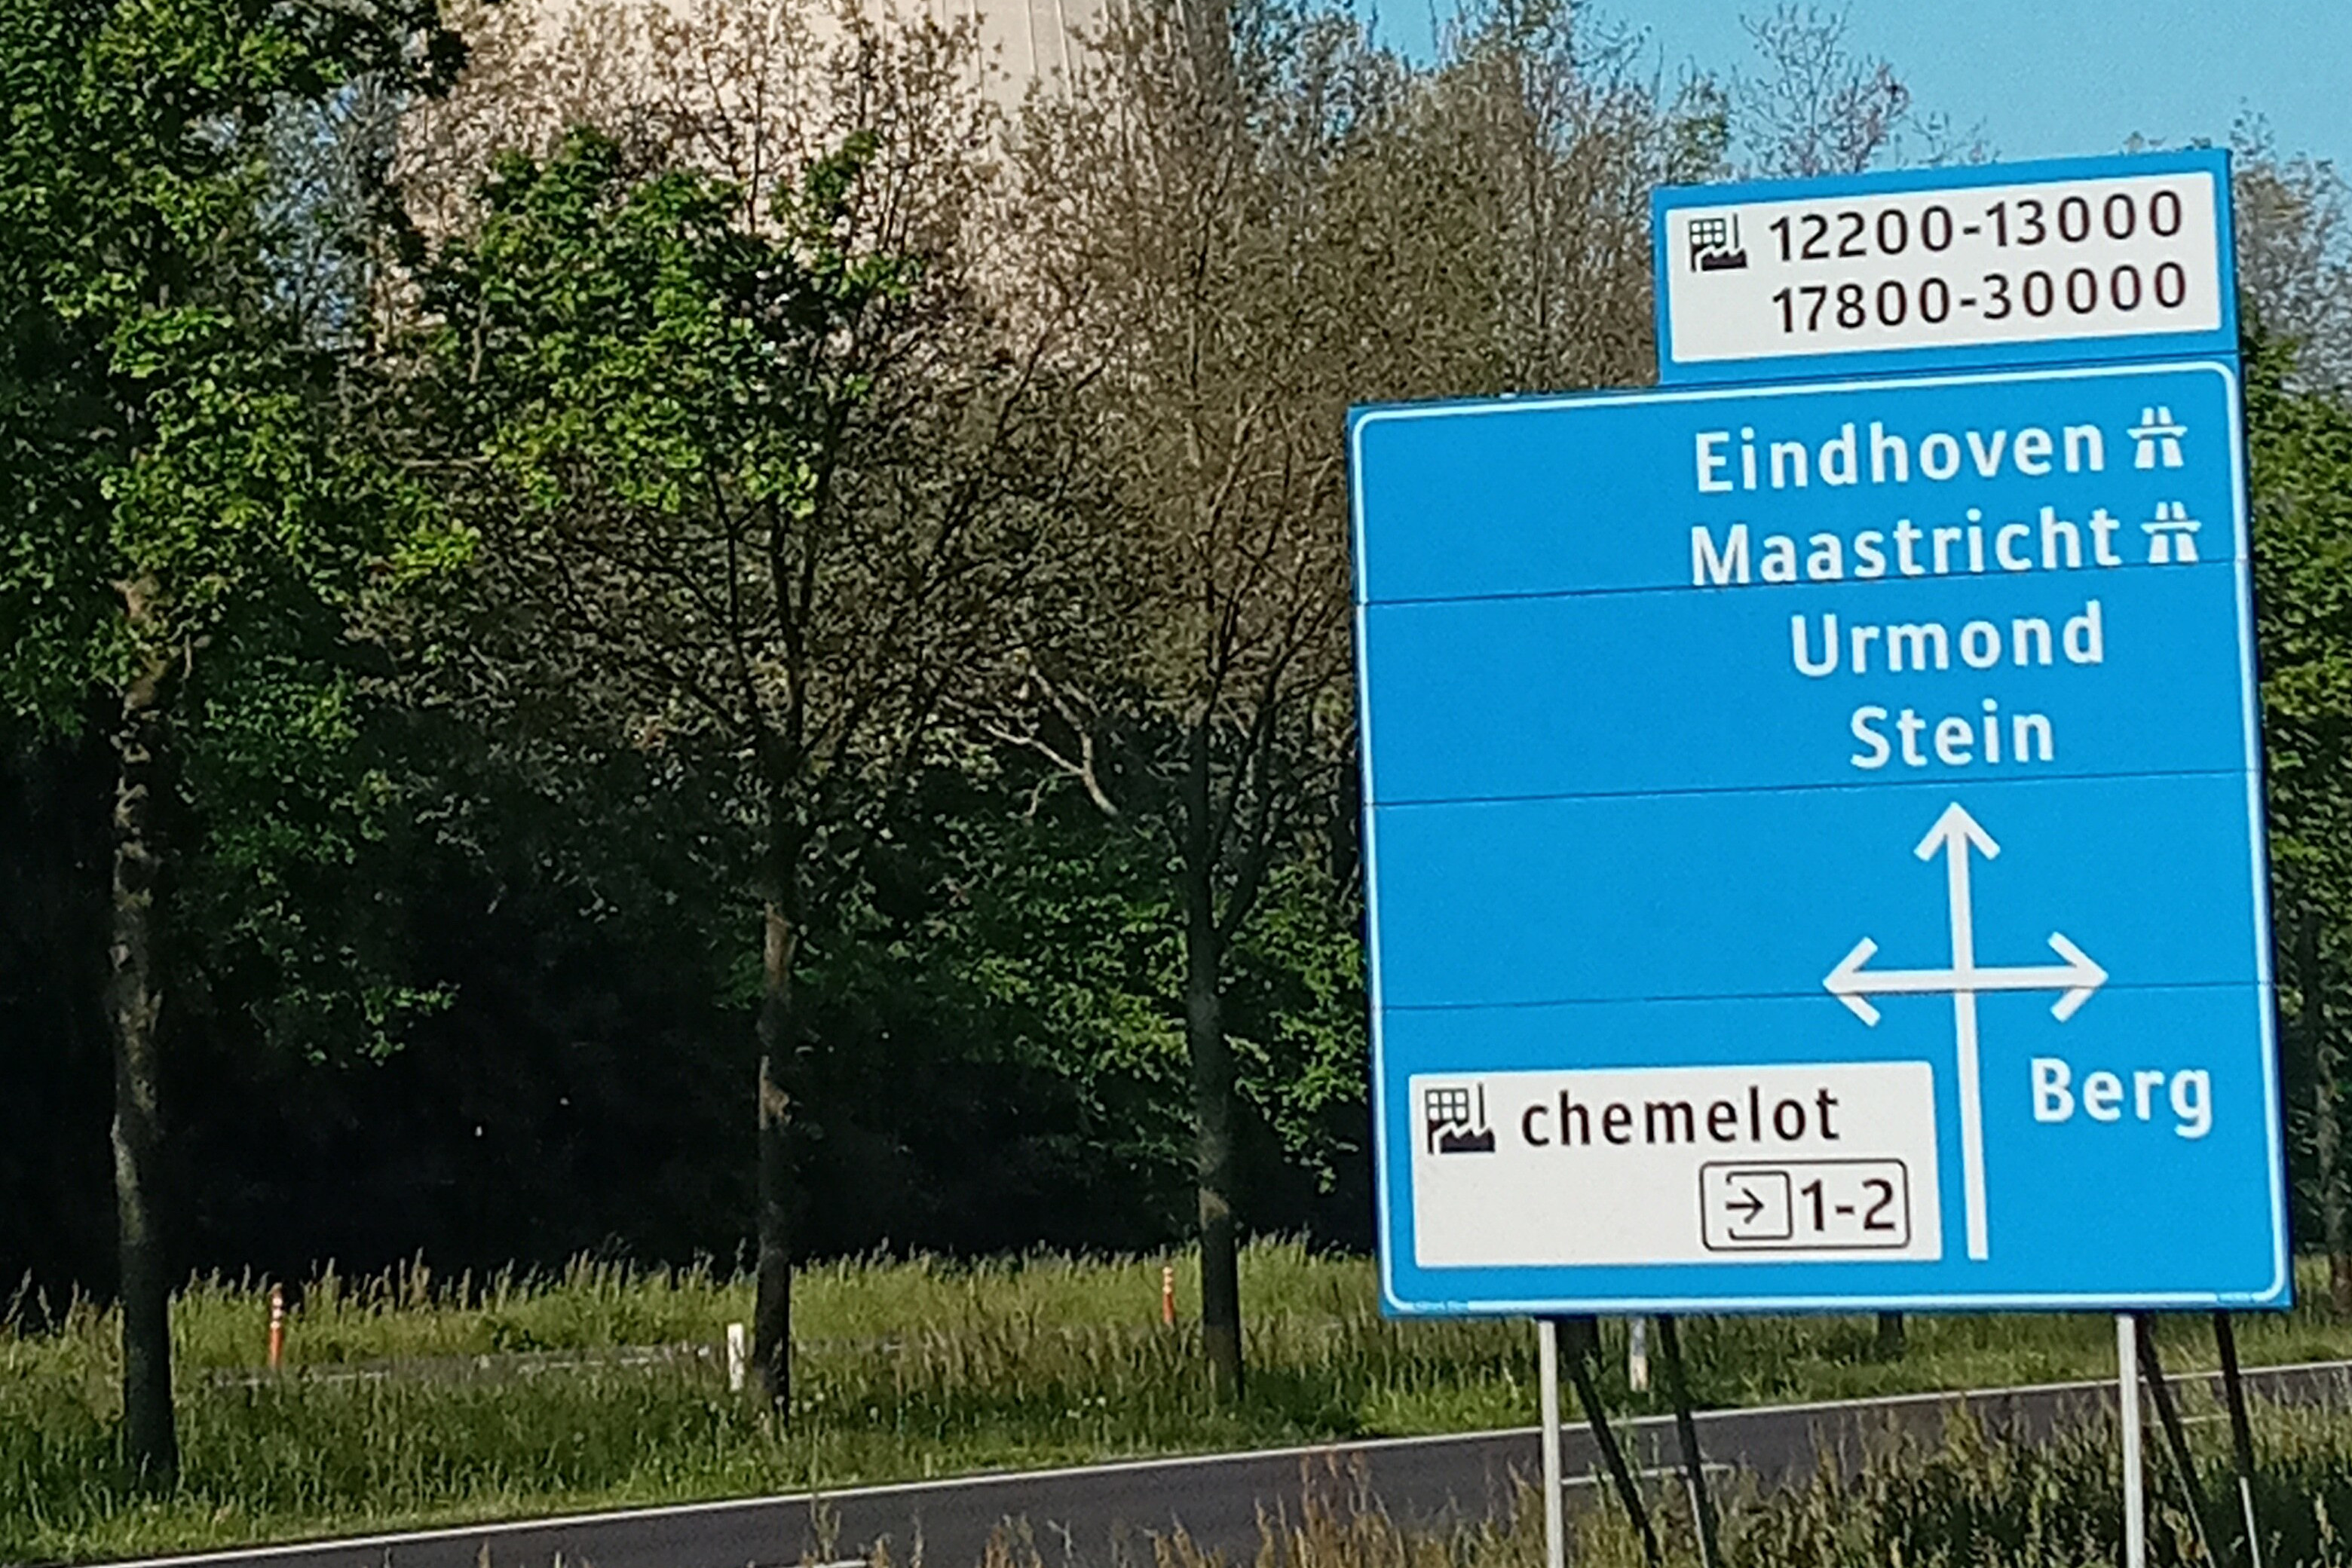 12200-13000
17800-30000
Eindhoven
Maastricht
Urmond
Stein
Berg
chemelot
1-2